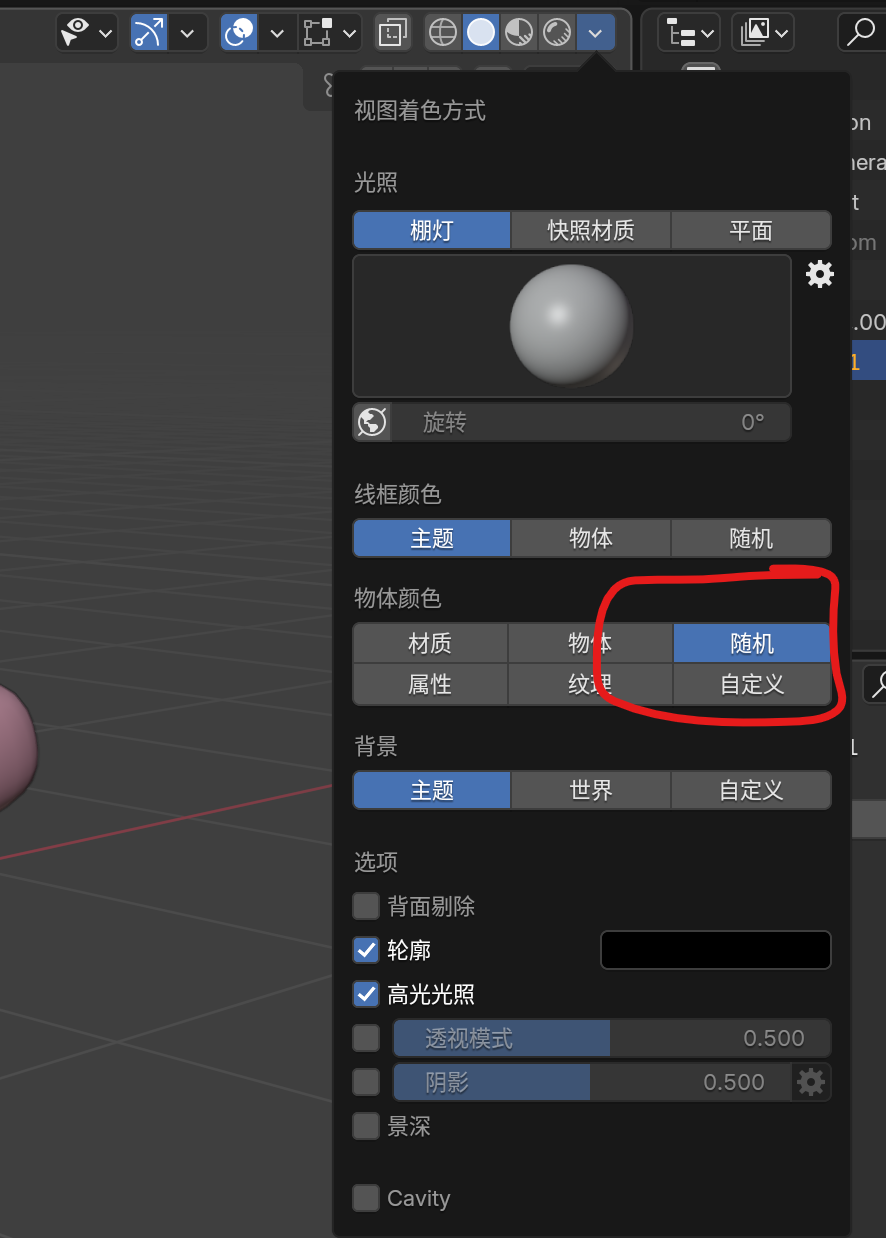 视图着色方式
光照
棚灯 快照材质 平面
旋转 0°
线框颜色
主题 物体 随机
物体颜色
材质 物体 随机
属性 纹理 自定义
背景
主题 世界 自定义
选项
背面剔除
轮廓
高光光照
透视模式 0.500
阴影 0.500
景深
Cavity
on
nera
t
om
.00
1
1